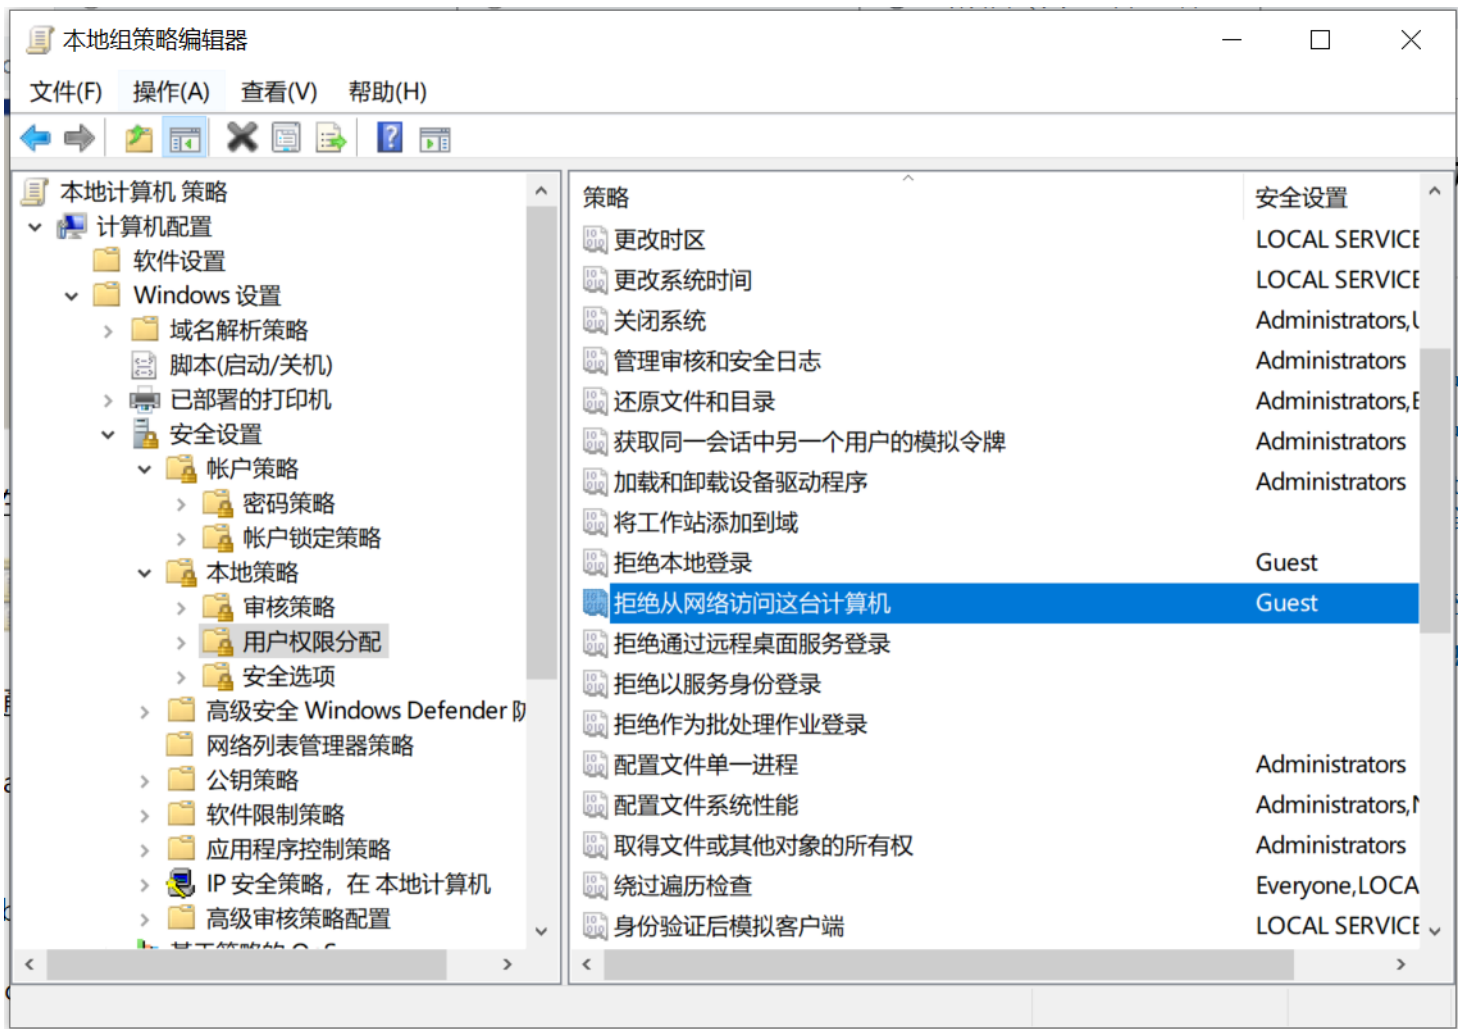 本地组策略编辑器
文件(F) 操作(A) 查看(V) 帮助(H)
本地计算机 策略
计算机配置
软件设置
Windows 设置
域名解析策略
脚本(启动/关机)
已部署的打印机
安全设置
帐户策略
密码策略
帐户锁定策略
本地策略
审核策略
用户权限分配
安全选项
高级安全 Windows Defender 防
网络列表管理器策略
公钥策略
软件限制策略
应用程序控制策略
IP 安全策略，在 本地计算机
高级审核策略配置
基于策略的 QoS
策略 安全设置
更改时区 LOCAL SERVICE
更改系统时间 LOCAL SERVICE
关闭系统 Administrators,U
管理审核和安全日志 Administrators
还原文件和目录 Administrators,B
获取同一会话中另一个用户的模拟令牌 Administrators
加载和卸载设备驱动程序 Administrators
将工作站添加到域
拒绝本地登录 Guest
拒绝从网络访问这台计算机 Guest
拒绝通过远程桌面服务登录
拒绝以服务身份登录
拒绝作为批处理作业登录
配置文件单一进程 Administrators
配置文件系统性能 Administrators,N
取得文件或其他对象的所有权 Administrators
绕过遍历检查 Everyone,LOCA
身份验证后模拟客户端 LOCAL SERVICE